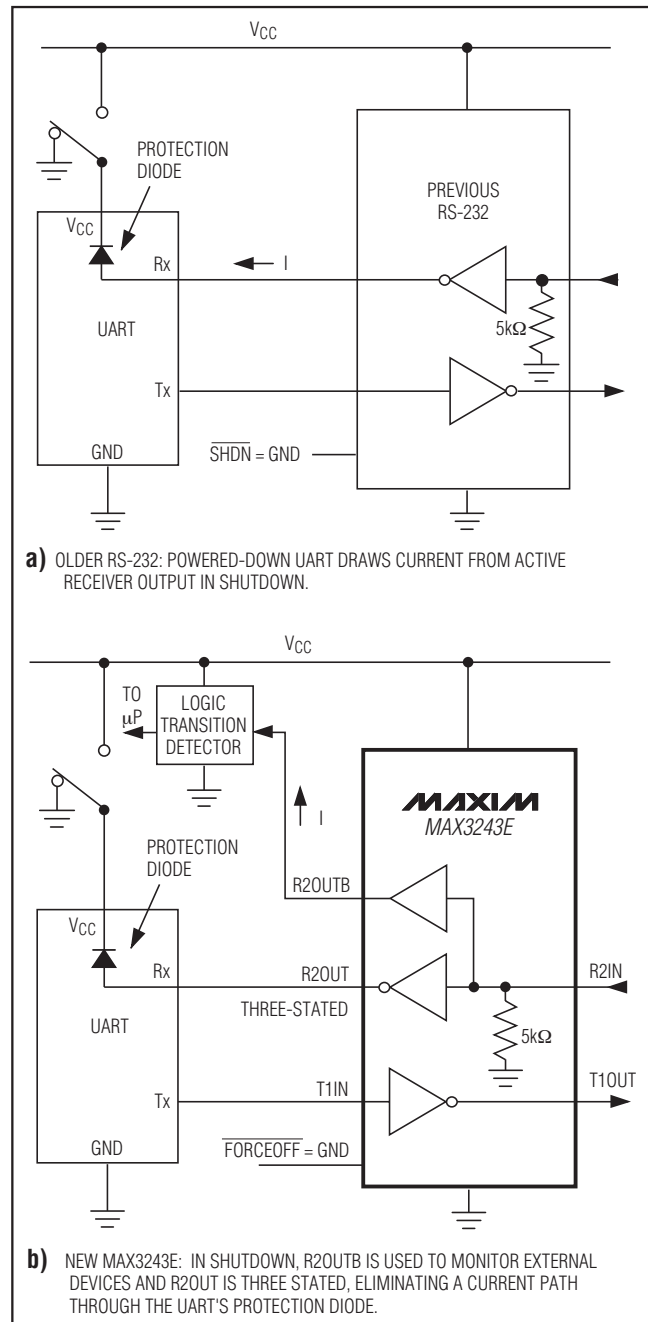 VCC
PROTECTION
DIODE
PREVIOUS
RS-232
VCC
Rx
I
5kΩ
UART
Tx
GND
SHDN = GND
a) OLDER RS-232: POWERED-DOWN UART DRAWS CURRENT FROM ACTIVE
RECEIVER OUTPUT IN SHUTDOWN.
VCC
TO
μP
LOGIC
TRANSITION
DETECTOR
MAXIM
MAX3243E
I
PROTECTION
DIODE
R2OUTB
VCC
Rx
R2OUT
R2IN
THREE-STATED
UART
5kΩ
Tx
T1IN
T1OUT
GND
FORCEOFF = GND
b) NEW MAX3243E: IN SHUTDOWN, R2OUTB IS USED TO MONITOR EXTERNAL
DEVICES AND R2OUT IS THREE STATED, ELIMINATING A CURRENT PATH
THROUGH THE UART'S PROTECTION DIODE.